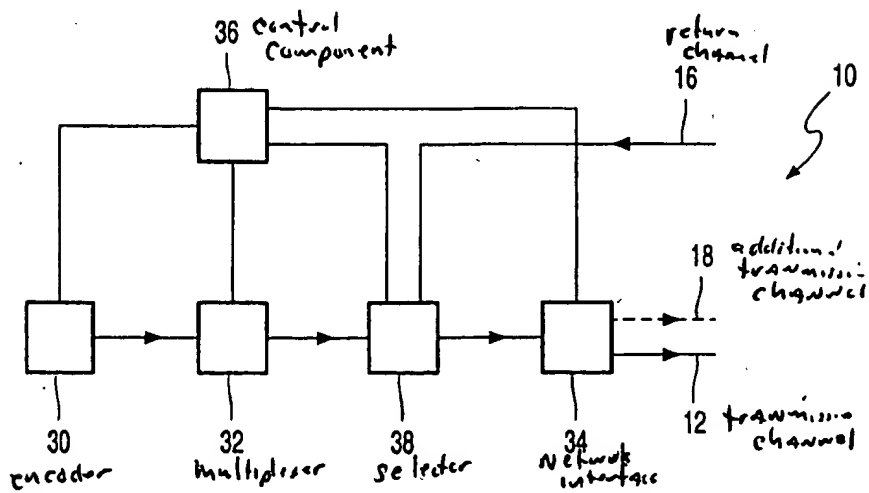 36 control
component
return
channel
16
10
18 additional
transmission
channel
12 transmission
channel
30
encoder
32
multiplexer
38
selector
34
Network
interface